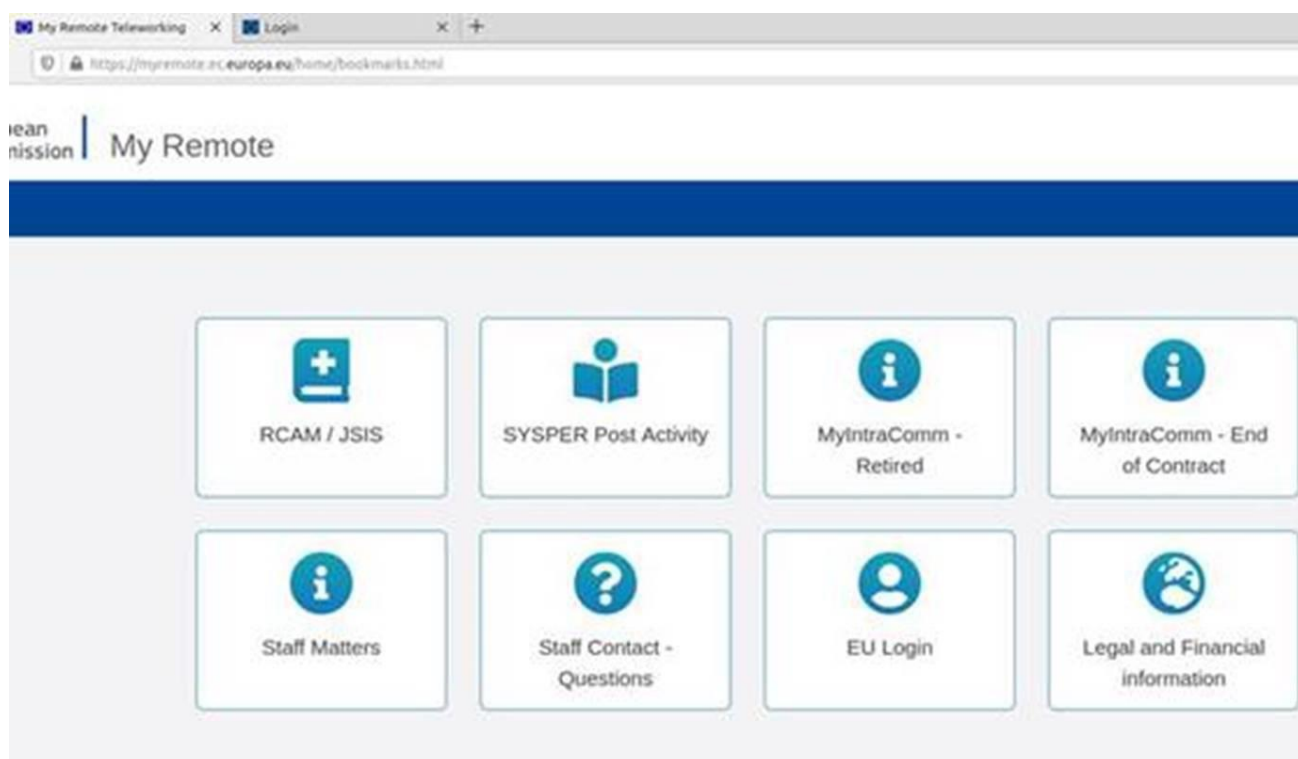 My Remote Teleworking
Login
https://myremote.ec.europa.eu/home/bookmarks.html
ean
mission
My Remote
RCAM / JSIS
SYSPER Post Activity
MyIntraComm -
Retired
MyIntraComm - End
of Contract
Staff Matters
Staff Contact -
Questions
EU Login
Legal and Financial
information